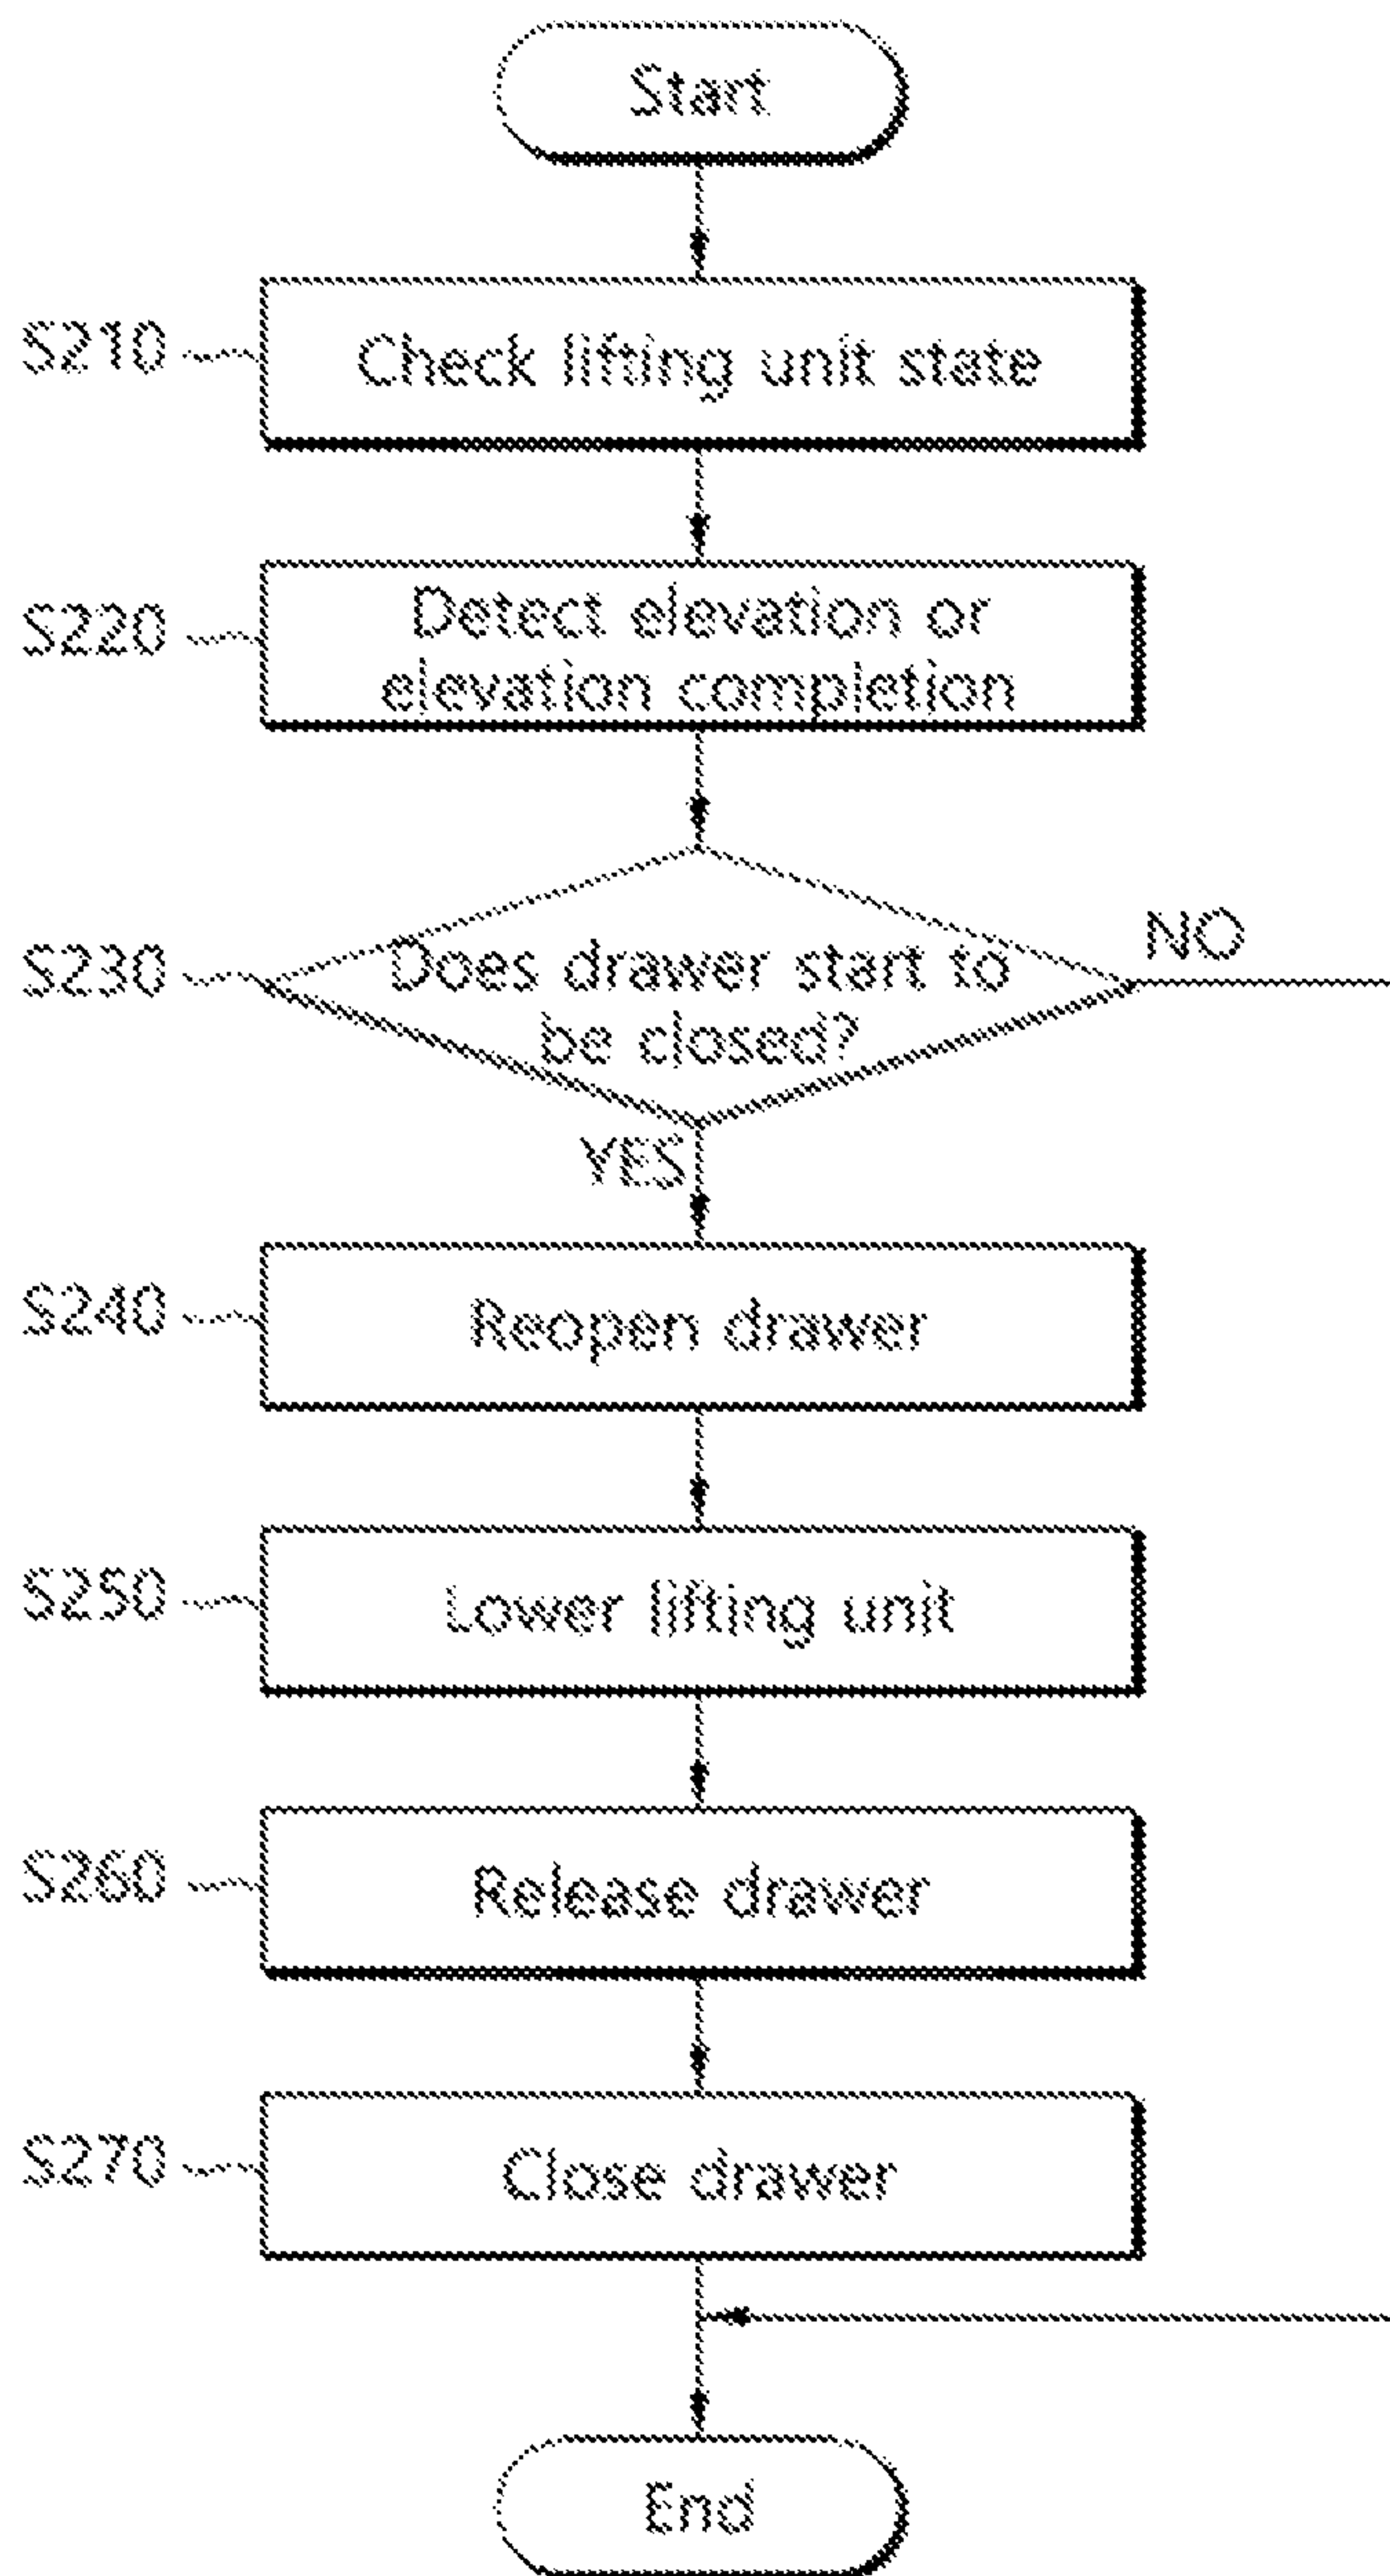 Start
S210
Check lifting unit state
S220
Detect elevation or
elevation completion
S230
Does drawer start to
be closed?
NO
YES
S240
Reopen drawer
S250
Lower lifting unit
S260
Release drawer
S270
Close drawer
End